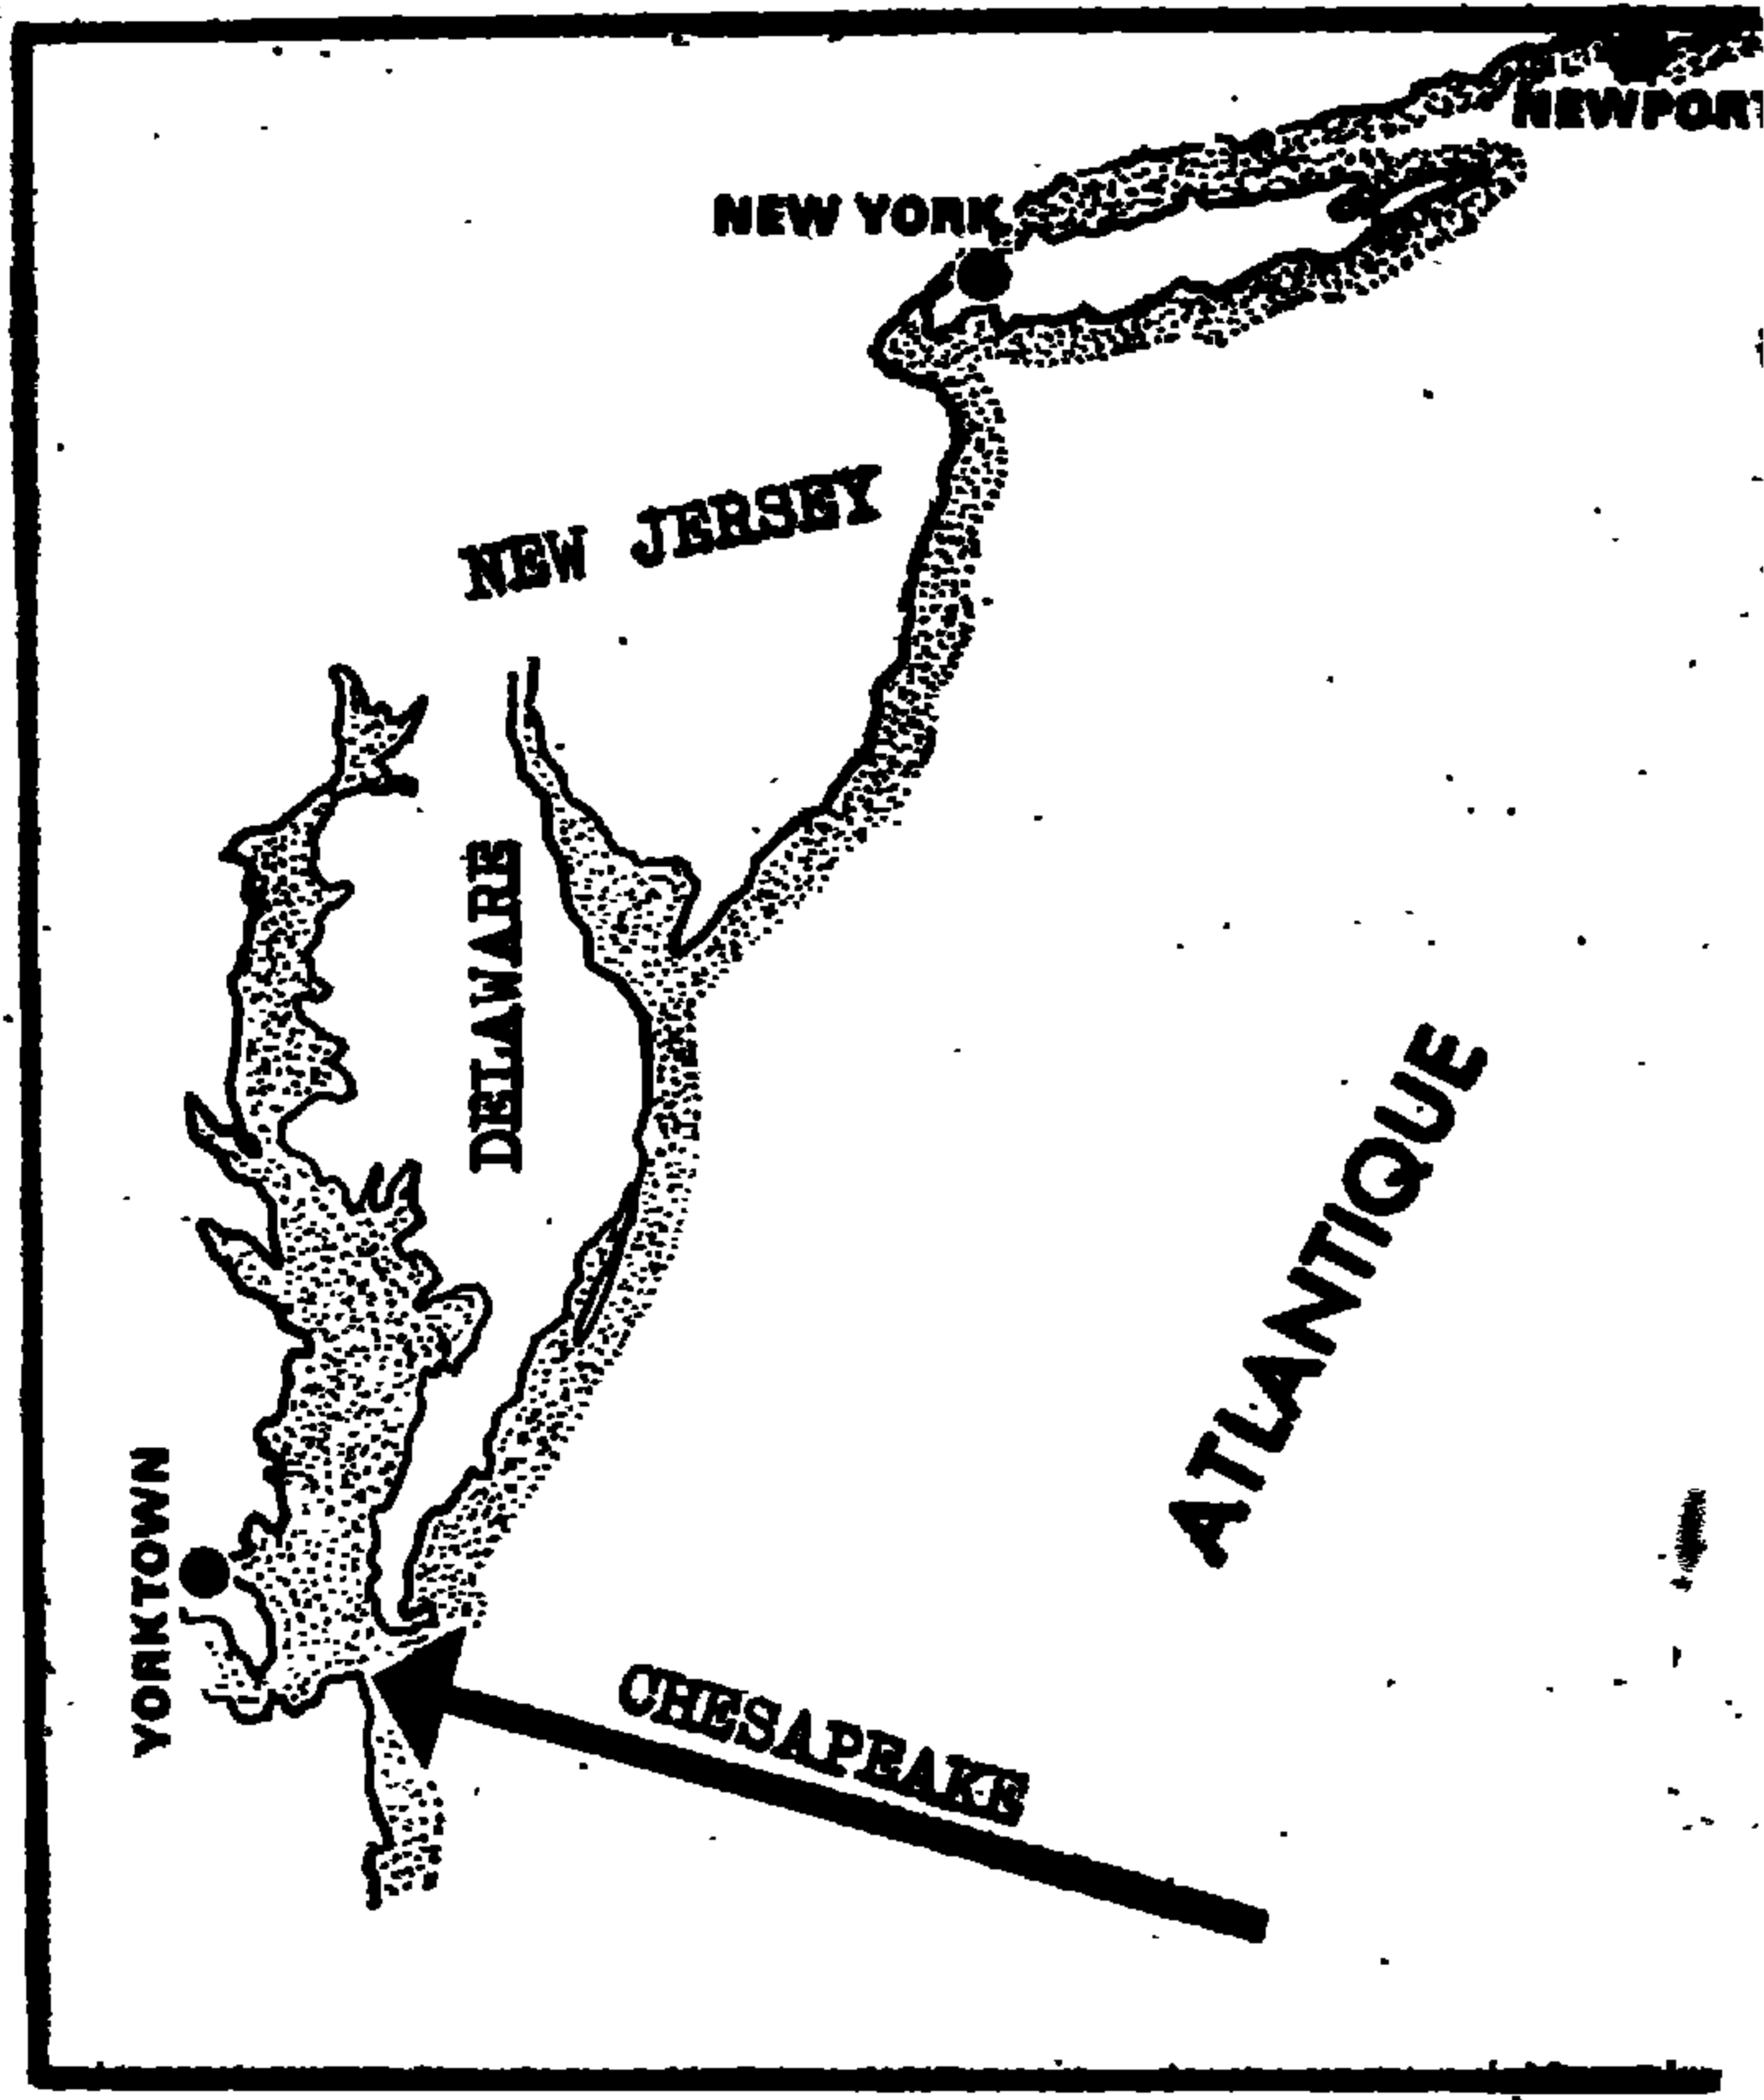 NEWPORT
NEW YORK
NEW JERSEY
DELAWARE
ATLANTIQUE
YORKTOWN
CHESAPEAKE